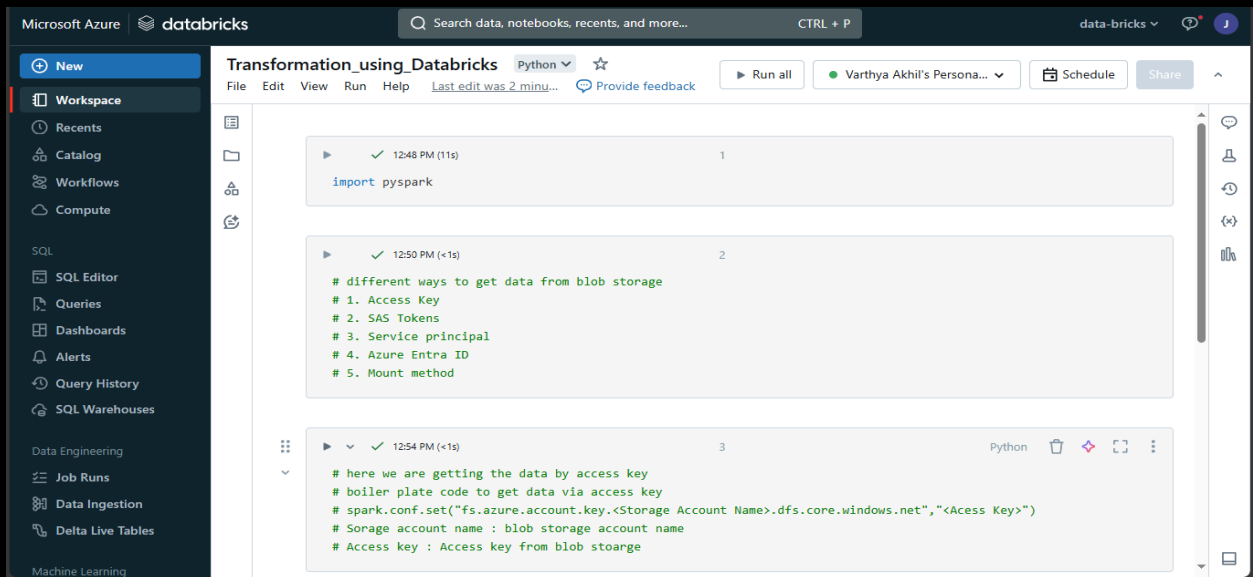 Microsoft Azure databricks Search data, notebooks, recents, and more... CTRL + P data-bricks J
New
Workspace
Recents
Catalog
Workflows
Compute
SQL
SQL Editor
Queries
Dashboards
Alerts
Query History
SQL Warehouses
Data Engineering
Job Runs
Data Ingestion
Delta Live Tables
Machine Learning
Transformation_using_Databricks Python
File Edit View Run Help Last edit was 2 minu... Provide feedback
Run all Varthya Akhil's Persona... Schedule Share
12:48 PM (11s) 1
import pyspark
12:50 PM (<1s) 2
# different ways to get data from blob storage
# 1. Access Key
# 2. SAS Tokens
# 3. Service principal
# 4. Azure Entra ID
# 5. Mount method
12:54 PM (<1s) 3 Python
# here we are getting the data by access key
# boiler plate code to get data via access key
# spark.conf.set("fs.azure.account.key.<Storage Account Name>.dfs.core.windows.net","<Acess Key>")
# Sorage account name : blob storage account name
# Access key : Access key from blob stoarge